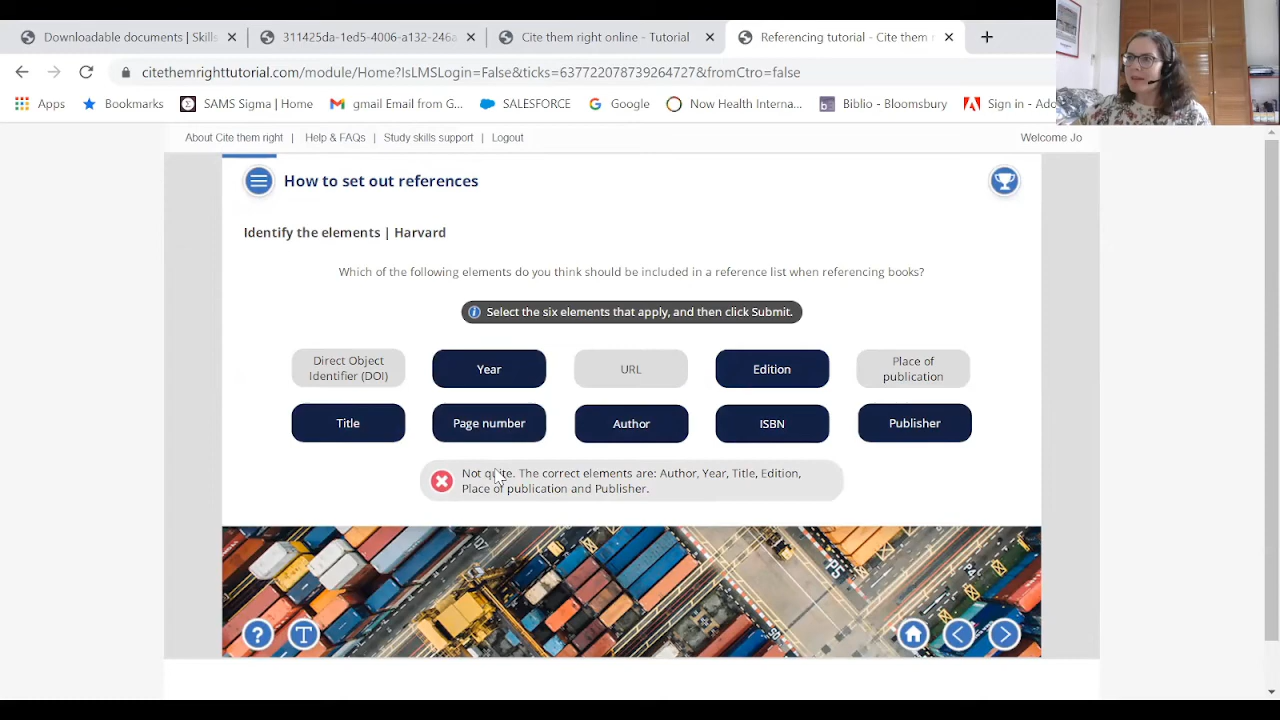 Downloadable documents | Skills
311425da-1ed5-4006-a132-246a
Cite them right online - Tutorial
Referencing tutorial - Cite them r
citethemrighttutorial.com/module/Home?IsLMSLogin=False&ticks=637722078739264727&fromCtro=false
Apps
Bookmarks
SAMS Sigma | Home
gmail Email from G...
SALESFORCE
Google
Now Health Interna...
Biblio - Bloomsbury
Sign in - Ado
About Cite them right | Help & FAQs | Study skills support | Logout
Welcome Jo
How to set out references
Identify the elements | Harvard
Which of the following elements do you think should be included in a reference list when referencing books?
Select the six elements that apply, and then click Submit.
Direct Object
Identifier (DOI)
Year
URL
Edition
Place of
publication
Title
Page number
Author
ISBN
Publisher
Not quite. The correct elements are: Author, Year, Title, Edition,
Place of publication and Publisher.
Q7
P5
P4
?
T